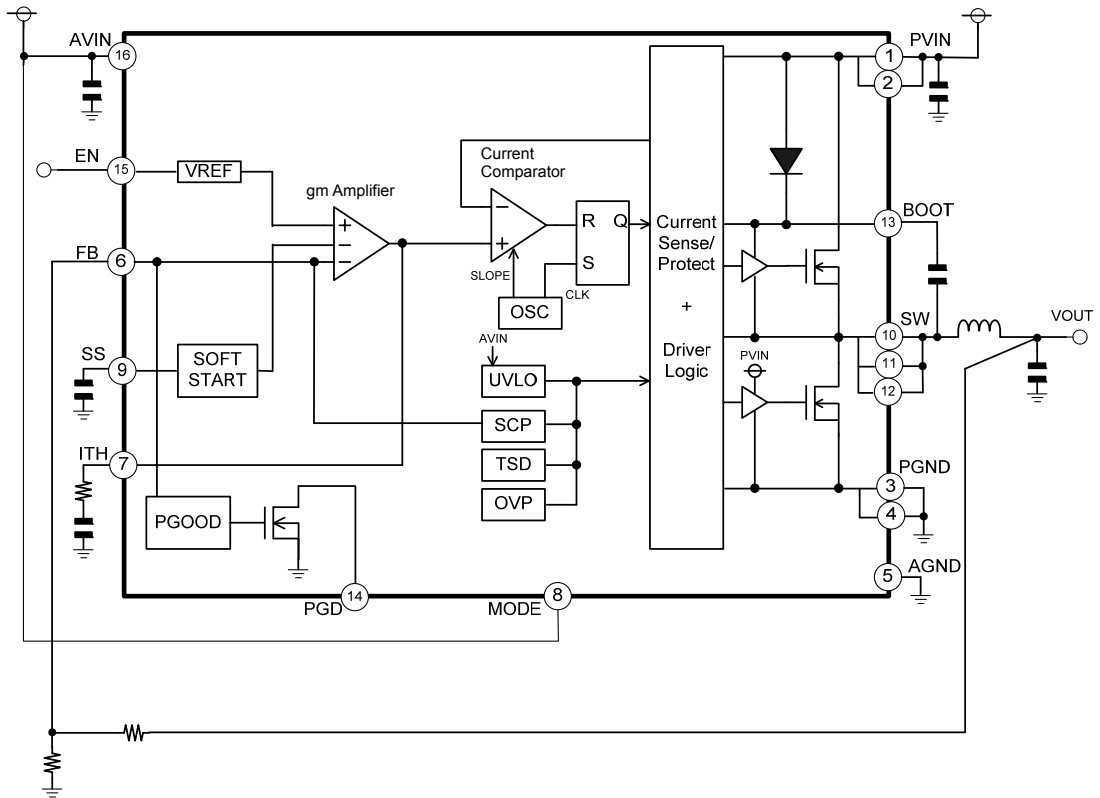 AVIN
16
PVIN
1
2
EN
15
VREF
gm Amplifier
+
−
−
FB
6
Current
Comparator
−
+
SLOPE
R
Q
S
CLK
OSC
Current
Sense/
Protect
+
Driver
Logic
13
BOOT
SS
9
SOFT
START
AVIN
UVLO
SCP
TSD
OVP
PVIN
SW
10
11
12
VOUT
ITH
7
PGOOD
PGND
3
4
5
AGND
PGD
14
MODE
8